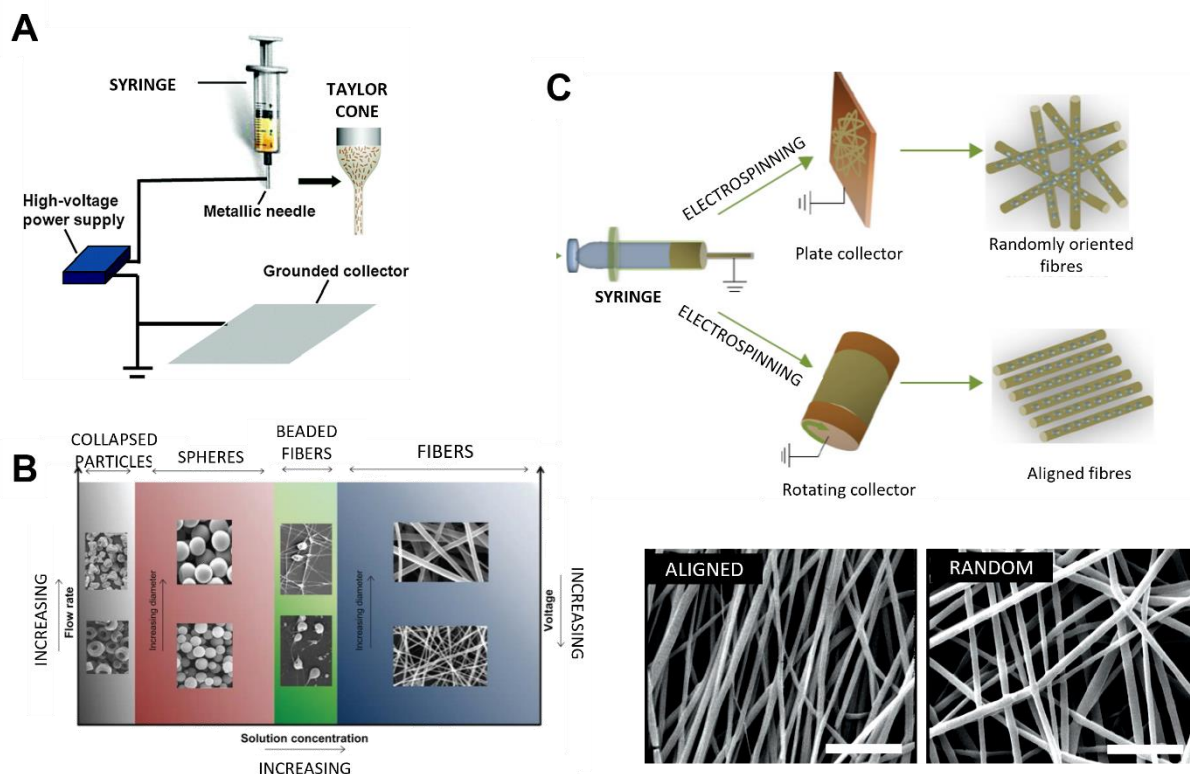 A
SYRINGE
TAYLOR
CONE
High-voltage
power supply
Metallic needle
Grounded collector
B
COLLAPSED
PARTICLES
SPHERES
BEADED
FIBERS
FIBERS
INCREASING
Flow rate
Increasing diameter
Increasing diameter
Voltage
INCREASING
Solution concentration
INCREASING
C
ELECTROSPINNING
Plate collector
Randomly oriented
fibres
SYRINGE
ELECTROSPINNING
Rotating collector
Aligned fibres
ALIGNED
RANDOM